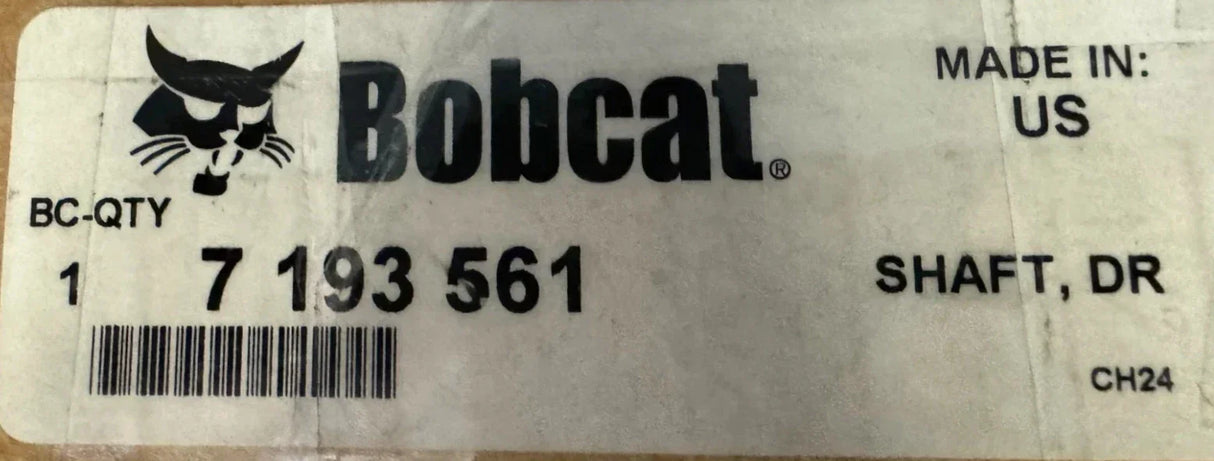 Bobcat®
MADE IN:
US
BC-QTY
1 7 193 561
SHAFT, DR
CH24